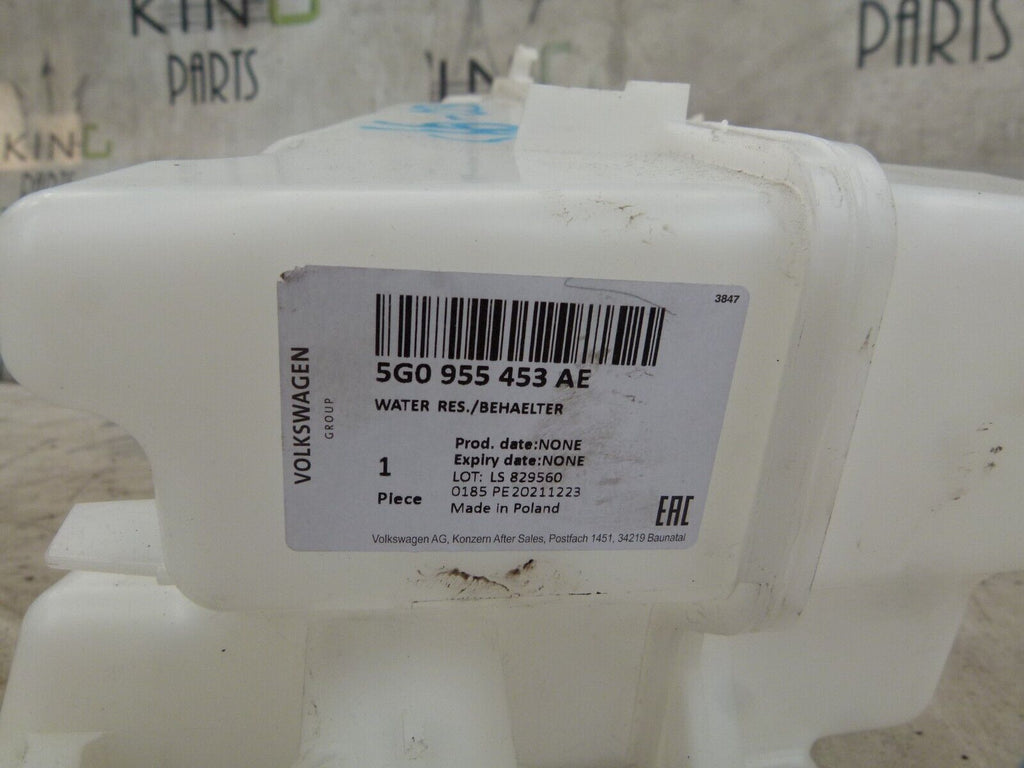 KING
PARTS
PARTS
KING
PARTS
3847
5G0 955 453 AE
WATER RES./BEHAELTER
VOLKSWAGEN
GROUP
1
Piece
Prod. date:NONE
Expiry date:NONE
LOT: LS 829560
0185 PE20211223
Made in Poland
EAC
Volkswagen AG, Konzern After Sales, Postfach 1451, 34219 Baunatal